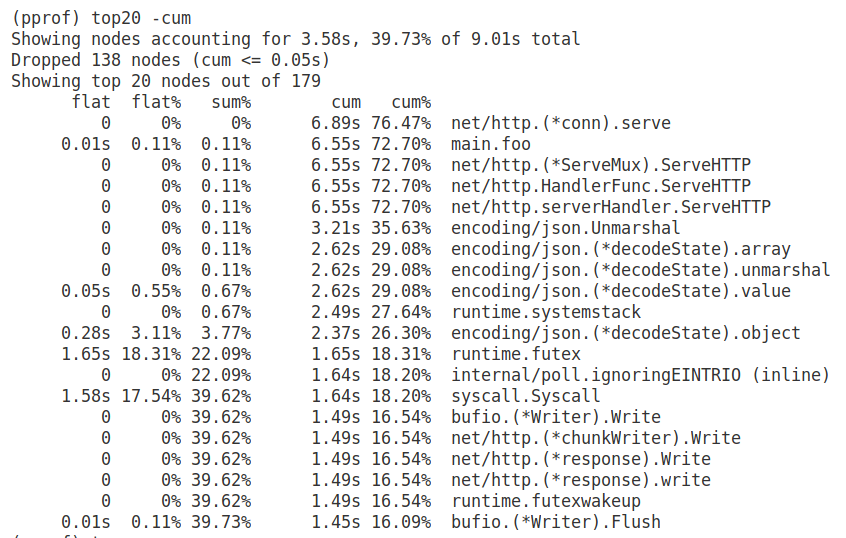 (pprof) top20 -cum
Showing nodes accounting for 3.58s, 39.73% of 9.01s total
Dropped 138 nodes (cum <= 0.05s)
Showing top 20 nodes out of 179
      flat  flat%   sum%        cum   cum%
         0     0%     0%      6.89s 76.47%  net/http.(*conn).serve
     0.01s  0.11%  0.11%      6.55s 72.70%  main.foo
         0     0%  0.11%      6.55s 72.70%  net/http.(*ServeMux).ServeHTTP
         0     0%  0.11%      6.55s 72.70%  net/http.HandlerFunc.ServeHTTP
         0     0%  0.11%      6.55s 72.70%  net/http.serverHandler.ServeHTTP
         0     0%  0.11%      3.21s 35.63%  encoding/json.Unmarshal
         0     0%  0.11%      2.62s 29.08%  encoding/json.(*decodeState).array
         0     0%  0.11%      2.62s 29.08%  encoding/json.(*decodeState).unmarshal
     0.05s  0.55%  0.67%      2.62s 29.08%  encoding/json.(*decodeState).value
         0     0%  0.67%      2.49s 27.64%  runtime.systemstack
     0.28s  3.11%  3.77%      2.37s 26.30%  encoding/json.(*decodeState).object
     1.65s 18.31% 22.09%      1.65s 18.31%  runtime.futex
         0     0% 22.09%      1.64s 18.20%  internal/poll.ignoringEINTRIO (inline)
     1.58s 17.54% 39.62%      1.64s 18.20%  syscall.Syscall
         0     0% 39.62%      1.49s 16.54%  bufio.(*Writer).Write
         0     0% 39.62%      1.49s 16.54%  net/http.(*chunkWriter).Write
         0     0% 39.62%      1.49s 16.54%  net/http.(*response).Write
         0     0% 39.62%      1.49s 16.54%  net/http.(*response).write
         0     0% 39.62%      1.49s 16.54%  runtime.futexwakeup
     0.01s  0.11% 39.73%      1.45s 16.09%  bufio.(*Writer).Flush